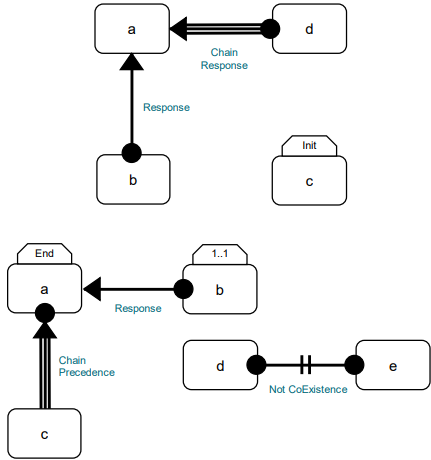 a
d
Chain
Response
Response
Init
b
c
End
1..1
a
b
Response
Chain
Precedence
d
e
Not CoExistence
c